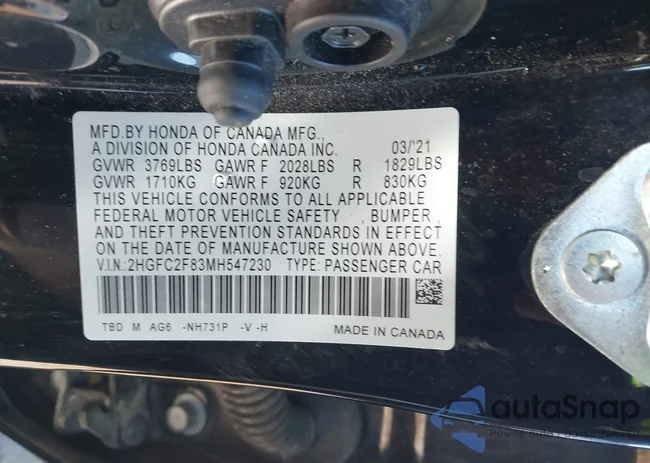 MFD.BY HONDA OF CANADA MFG.,
A DIVISION OF HONDA CANADA INC. 03/'21
GVWR 3769LBS GAWR F 2028LBS R 1829LBS
GVWR 1710KG GAWR F 920KG R 830KG
THIS VEHICLE CONFORMS TO ALL APPLICABLE
FEDERAL MOTOR VEHICLE SAFETY , BUMPER,
AND THEFT PREVENTION STANDARDS IN EFFECT
ON THE DATE OF MANUFACTURE SHOWN ABOVE.
V.I.N.:2HGFC2F83MH547230 TYPE: PASSENGER CAR
TBD M AG6 -NH731P -V -H MADE IN CANADA
autoSnap